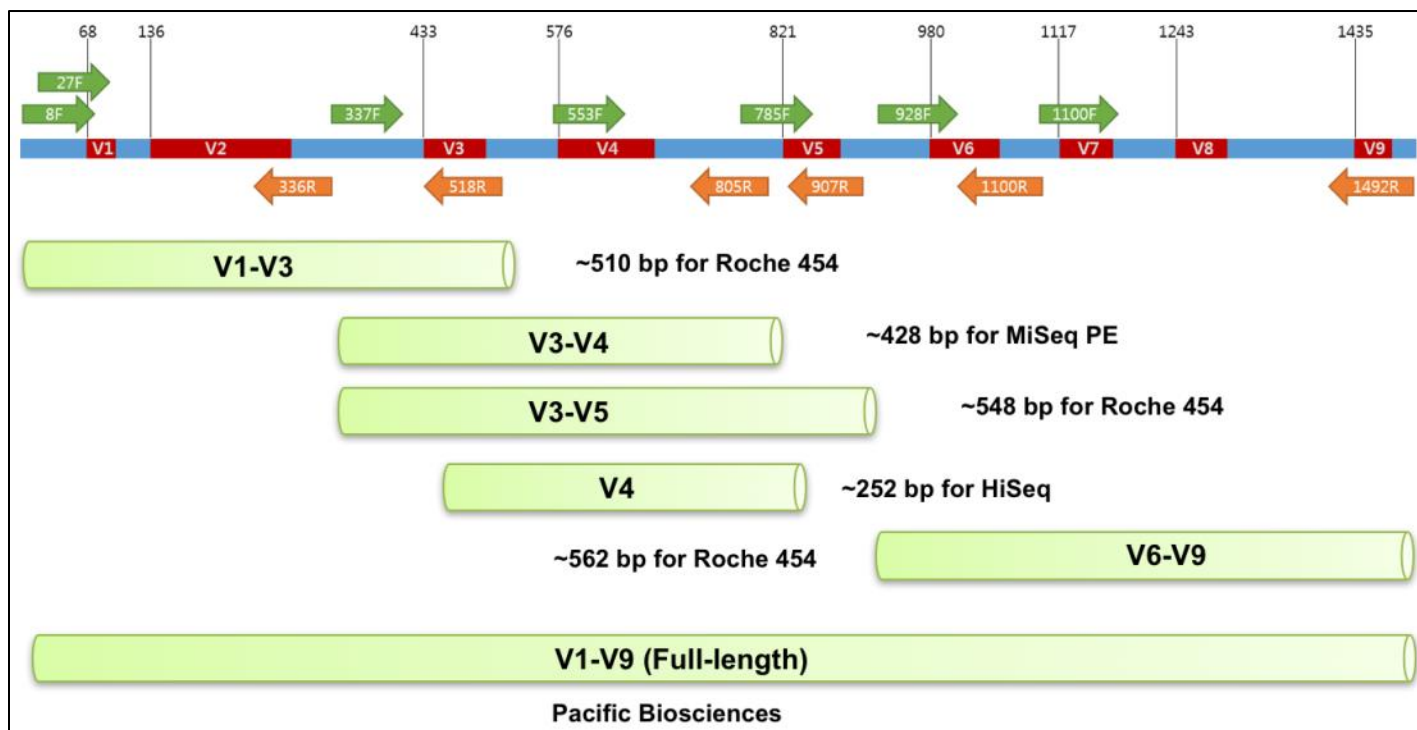 68 136 433 576 821 980 1117 1243 1435
27F
8F 337F 553F 785F 928F 1100F
V1 V2 V3 V4 V5 V6 V7 V8 V9
336R 518R 805R 907R 1100R 1492R
V1-V3 ~510 bp for Roche 454
V3-V4 ~428 bp for MiSeq PE
V3-V5 ~548 bp for Roche 454
V4 ~252 bp for HiSeq
~562 bp for Roche 454 V6-V9
V1-V9 (Full-length)
Pacific Biosciences